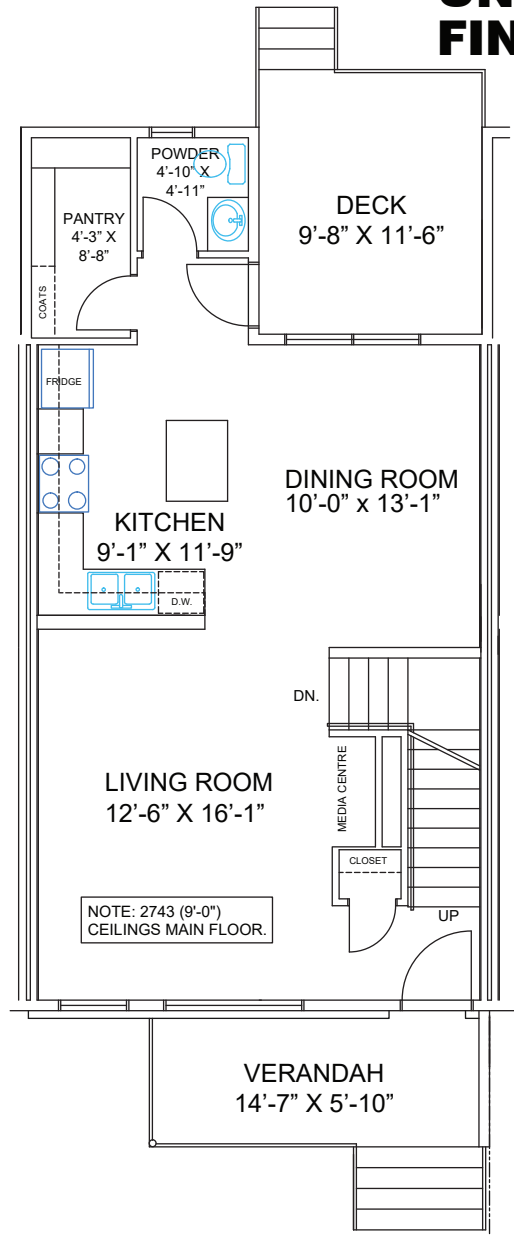 POWDER
4'-10" X
4'-11"
PANTRY
4'-3" X
8'-8"
COATS
DECK
9'-8" X 11'-6"
FRIDGE
DINING ROOM
10'-0" x 13'-1"
KITCHEN
9'-1" X 11'-9"
D.W.
DN.
MEDIA CENTRE
LIVING ROOM
12'-6" X 16'-1"
CLOSET
NOTE: 2743 (9'-0")
CEILINGS MAIN FLOOR.
UP
VERANDAH
14'-7" X 5'-10"